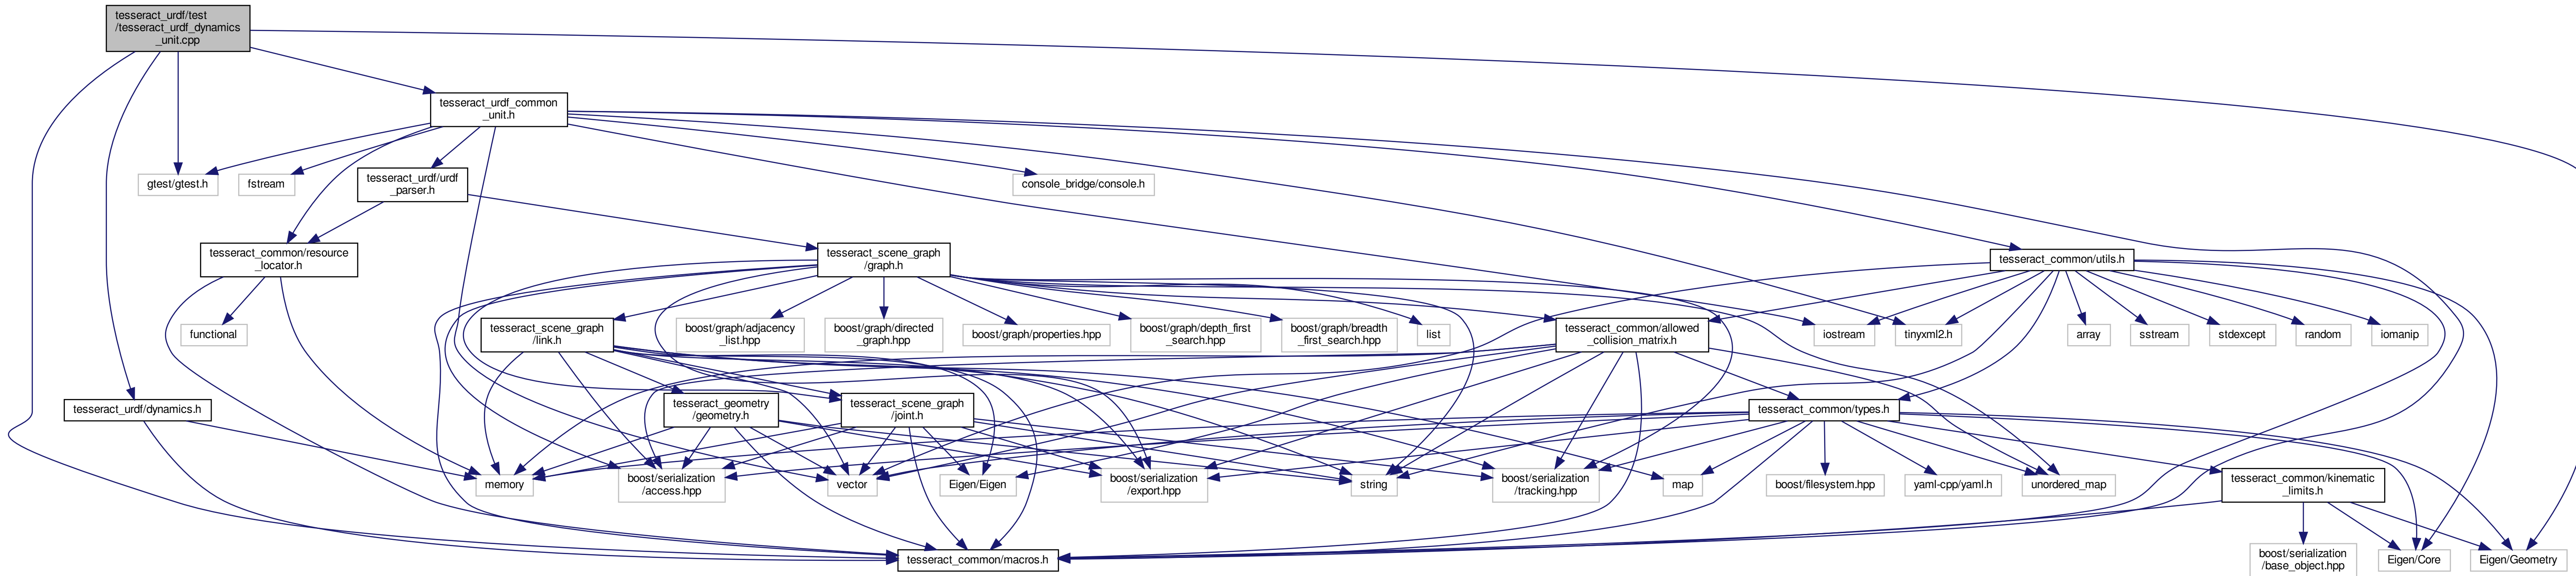 tesseract_urdf/test
/tesseract_urdf_dynamics
_unit.cpp
tesseract_urdf_common
_unit.h
gtest/gtest.h
fstream
tesseract_urdf/urdf
_parser.h
console_bridge/console.h
tesseract_common/resource
_locator.h
tesseract_scene_graph
/graph.h
tesseract_common/utils.h
functional
tesseract_scene_graph
/link.h
boost/graph/adjacency
_list.hpp
boost/graph/directed
_graph.hpp
boost/graph/properties.hpp
boost/graph/depth_first
_search.hpp
boost/graph/breadth
_first_search.hpp
list
tesseract_common/allowed
_collision_matrix.h
iostream
tinyxml2.h
array
sstream
stdexcept
random
iomanip
tesseract_urdf/dynamics.h
tesseract_geometry
/geometry.h
tesseract_scene_graph
/joint.h
tesseract_common/types.h
memory
boost/serialization
/access.hpp
vector
Eigen/Eigen
boost/serialization
/export.hpp
string
boost/serialization
/tracking.hpp
map
boost/filesystem.hpp
yaml-cpp/yaml.h
unordered_map
tesseract_common/kinematic
_limits.h
tesseract_common/macros.h
boost/serialization
/base_object.hpp
Eigen/Core
Eigen/Geometry